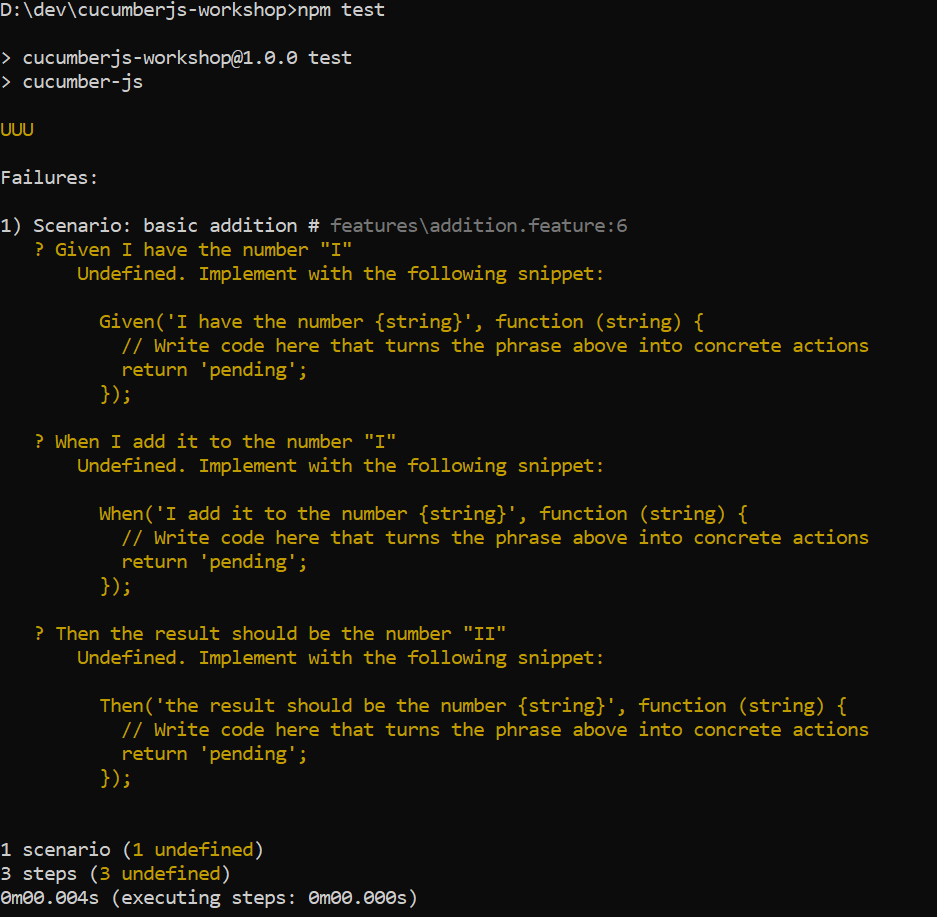 D:\dev\cucumberjs-workshop>npm test
> cucumberjs-workshop@1.0.0 test
> cucumber-js
UUU
Failures:
1) Scenario: basic addition # features\addition.feature:6
? Given I have the number "I"
Undefined. Implement with the following snippet:
Given('I have the number {string}', function (string) {
// Write code here that turns the phrase above into concrete actions
return 'pending';
});
? When I add it to the number "I"
Undefined. Implement with the following snippet:
When('I add it to the number {string}', function (string) {
// Write code here that turns the phrase above into concrete actions
return 'pending';
});
? Then the result should be the number "II"
Undefined. Implement with the following snippet:
Then('the result should be the number {string}', function (string) {
// Write code here that turns the phrase above into concrete actions
return 'pending';
});
1 scenario (1 undefined)
3 steps (3 undefined)
0m00.004s (executing steps: 0m00.000s)